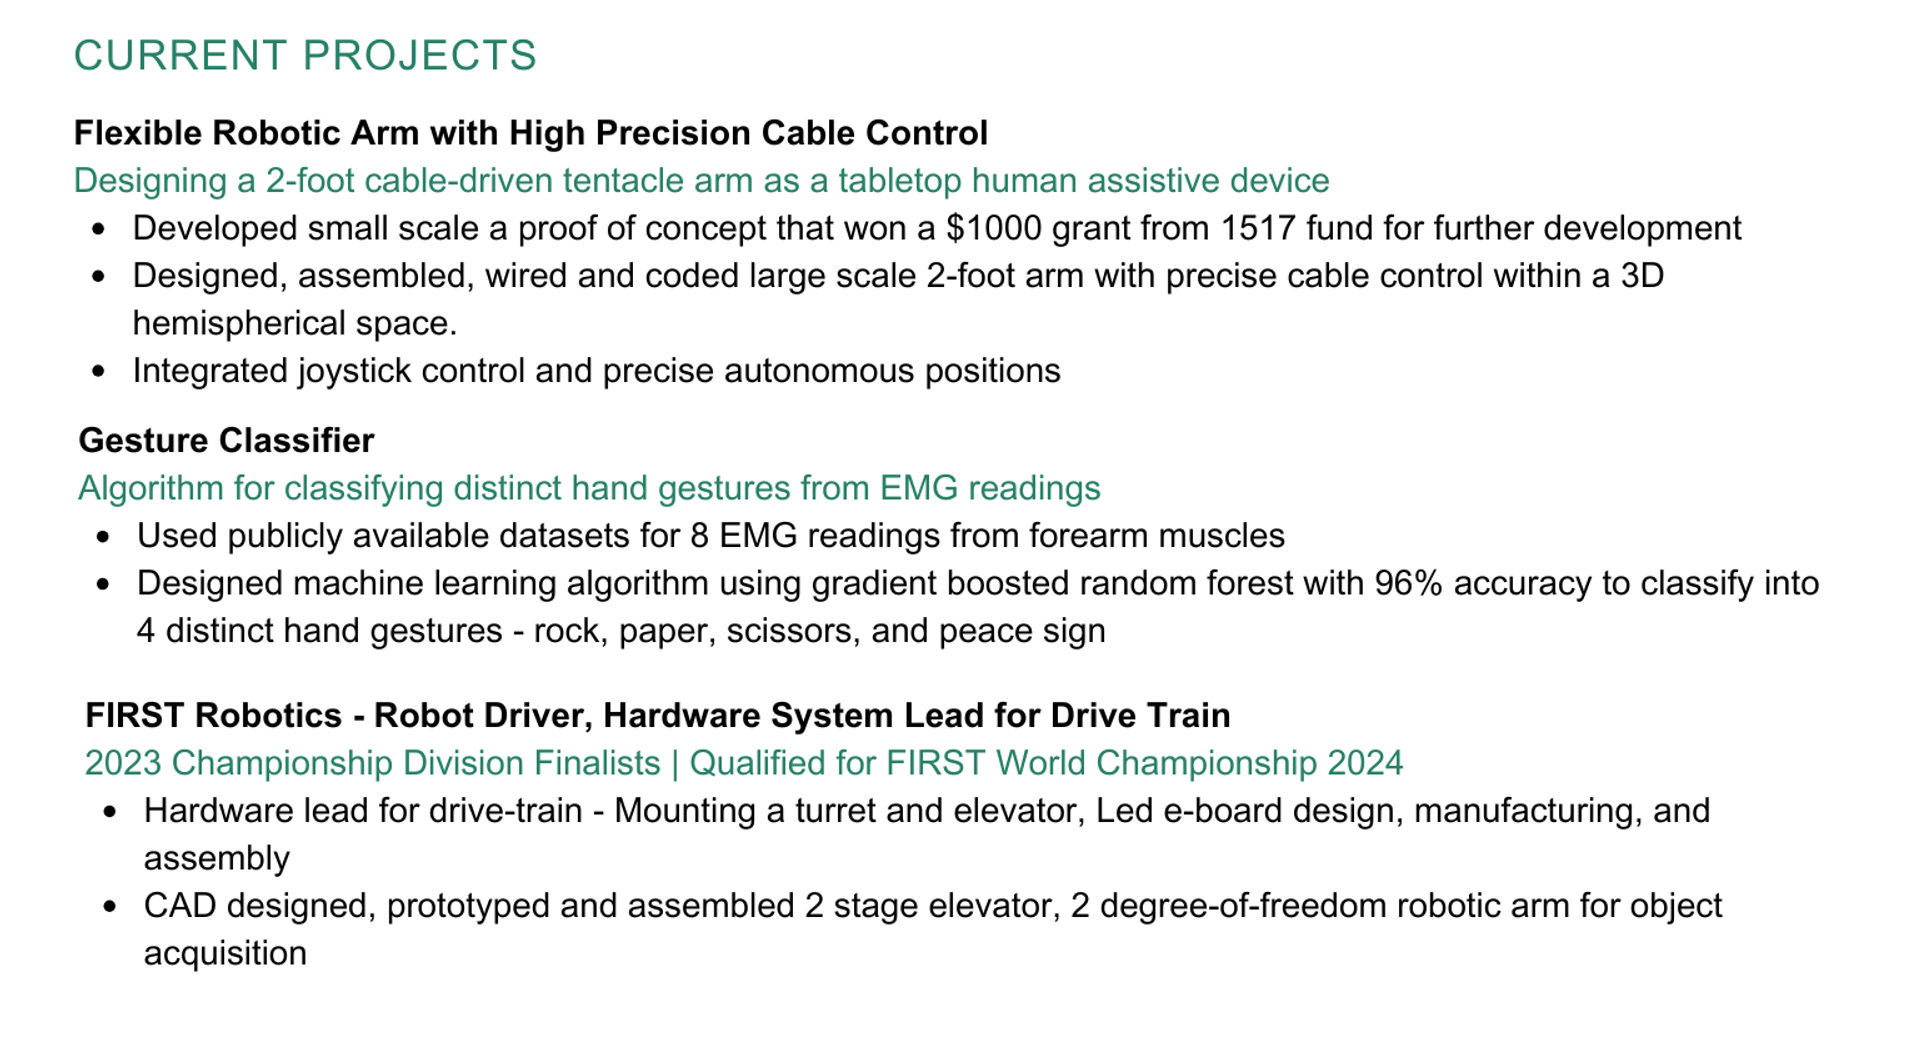 CURRENT PROJECTS
Flexible Robotic Arm with High Precision Cable Control
Designing a 2-foot cable-driven tentacle arm as a tabletop human assistive device
• Developed small scale a proof of concept that won a $1000 grant from 1517 fund for further development
• Designed, assembled, wired and coded large scale 2-foot arm with precise cable control within a 3D
hemispherical space.
• Integrated joystick control and precise autonomous positions
Gesture Classifier
Algorithm for classifying distinct hand gestures from EMG readings
• Used publicly available datasets for 8 EMG readings from forearm muscles
• Designed machine learning algorithm using gradient boosted random forest with 96% accuracy to classify into
4 distinct hand gestures - rock, paper, scissors, and peace sign
FIRST Robotics - Robot Driver, Hardware System Lead for Drive Train
2023 Championship Division Finalists | Qualified for FIRST World Championship 2024
• Hardware lead for drive-train - Mounting a turret and elevator, Led e-board design, manufacturing, and
assembly
• CAD designed, prototyped and assembled 2 stage elevator, 2 degree-of-freedom robotic arm for object
acquisition